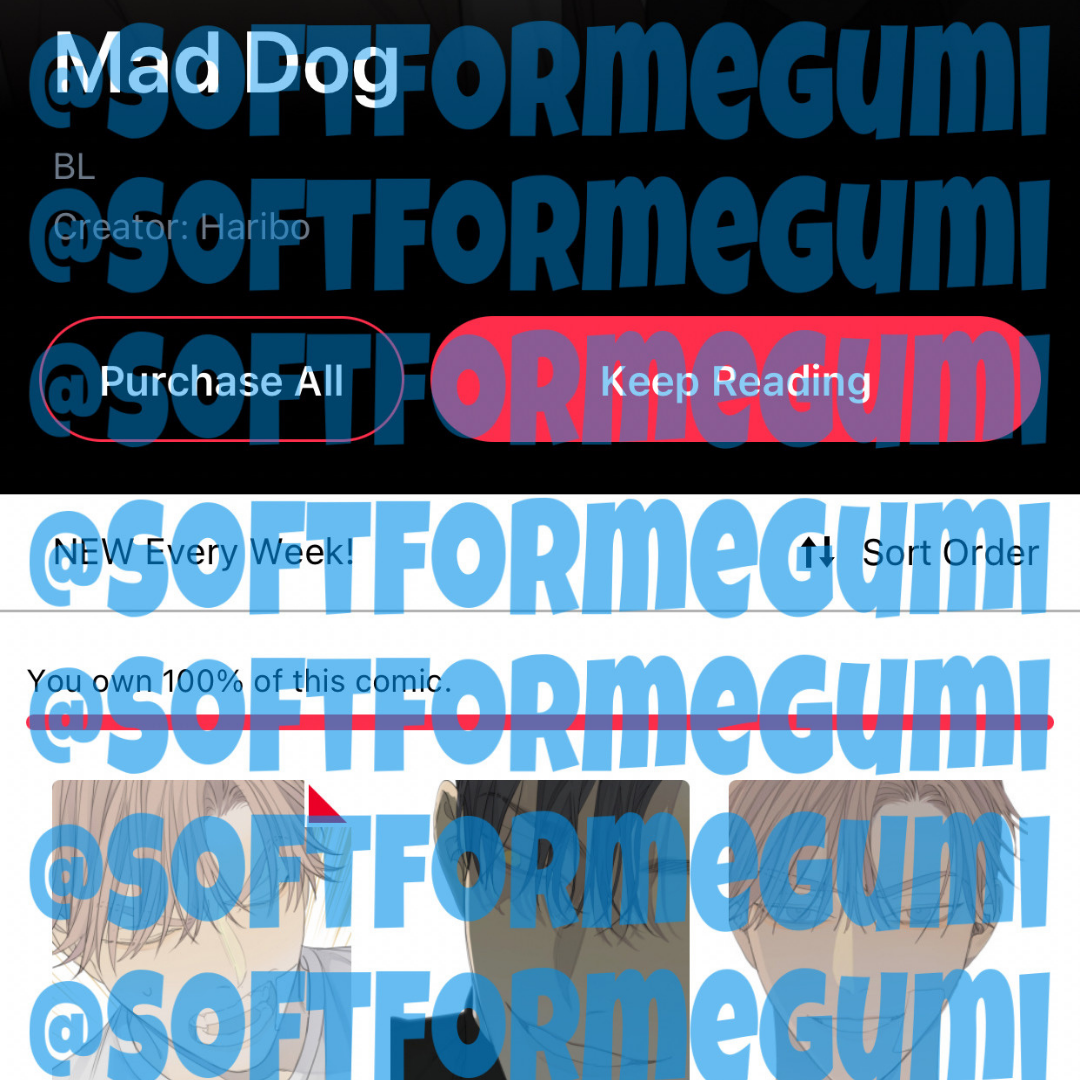 Mad Dog
@SOFTFORMEGUMI
BL
@SOFTFORMEGUMI
Creator: Haribo
@SOFTFORMEGUMI
Purchase All Keep Reading
@SOFTFORMEGUMI
NEW Every Week! Sort Order
@SOFTFORMEGUMI
You own 100% of this comic.
@SOFTFORMEGUMI
@SOFTFORMEGUMI